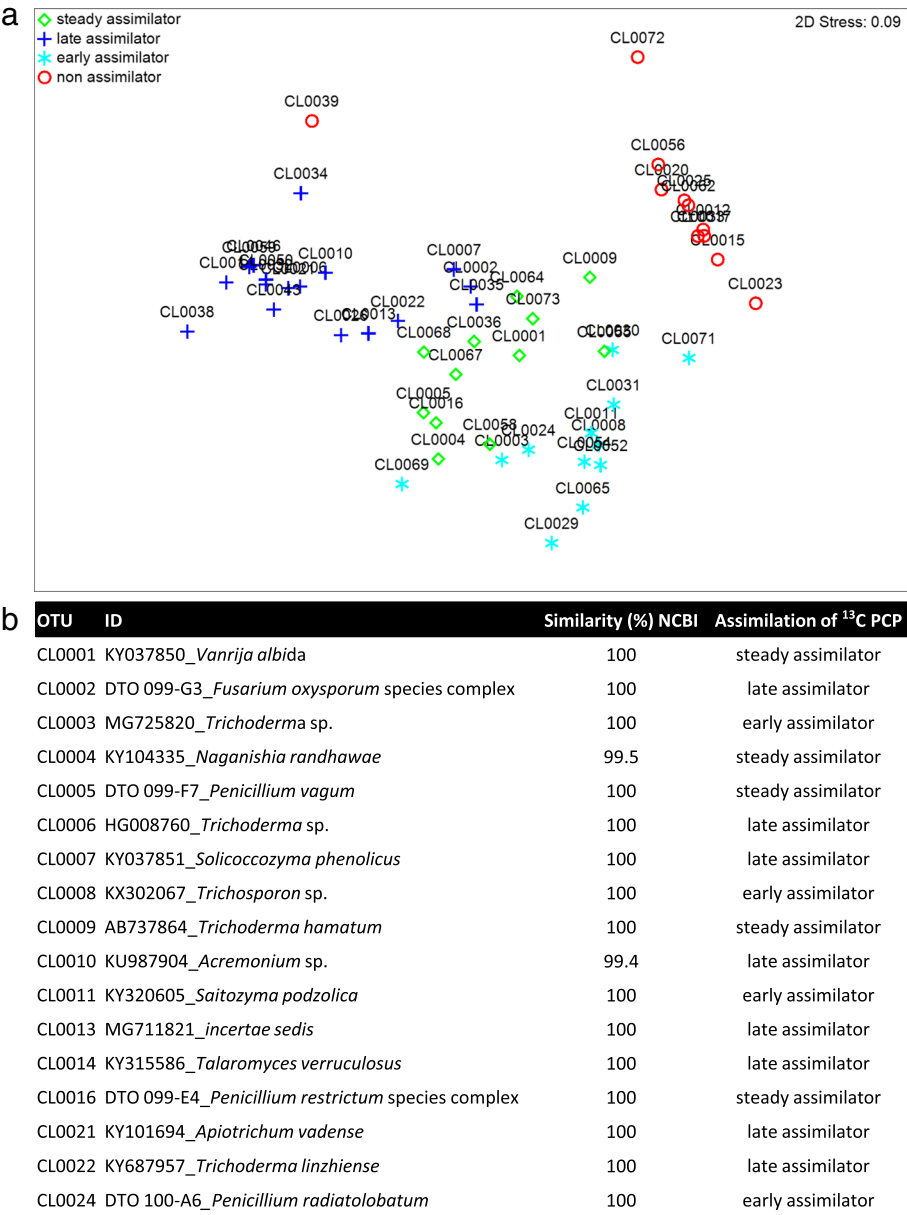 a
steady assimilator
late assimilator
early assimilator
non assimilator
2D Stress: 0.09
CL0072
CL0039
CL0056
CL0020
CL0034
CL0025
CL0062
CL0012
CL0015
CL0007
CL0010
CL0009
CL0002
CL0064
CL0035
CL0023
CL0043
CL0073
CL0038
CL0022
CL0026
CL0013
CL0036
CL0068
CL0001
CL0071
CL0067
CL0031
CL0005
CL0016
CL0011
CL0058
CL0008
CL0024
CL0004
CL0003
CL0054
CL0052
CL0069
CL0065
CL0029
b
OTU ID Similarity (%) NCBI Assimilation of ¹³C PCP
CL0001 KY037850_Vanrija albida 100 steady assimilator
CL0002 DTO 099-G3_Fusarium oxysporum species complex 100 late assimilator
CL0003 MG725820_Trichoderma sp. 100 early assimilator
CL0004 KY104335_Naganishia randhawae 99.5 steady assimilator
CL0005 DTO 099-F7_Penicillium vagum 100 steady assimilator
CL0006 HG008760_Trichoderma sp. 100 late assimilator
CL0007 KY037851_Solicoccozyma phenolicus 100 late assimilator
CL0008 KX302067_Trichosporon sp. 100 early assimilator
CL0009 AB737864_Trichoderma hamatum 100 steady assimilator
CL0010 KU987904_Acremonium sp. 99.4 late assimilator
CL0011 KY320605_Saitozyma podzolica 100 early assimilator
CL0013 MG711821_incertae sedis 100 late assimilator
CL0014 KY315586_Talaromyces verruculosus 100 late assimilator
CL0016 DTO 099-E4_Penicillium restrictum species complex 100 steady assimilator
CL0021 KY101694_Apiotrichum vadense 100 late assimilator
CL0022 KY687957_Trichoderma linzhiense 100 late assimilator
CL0024 DTO 100-A6_Penicillium radiatolobatum 100 early assimilator